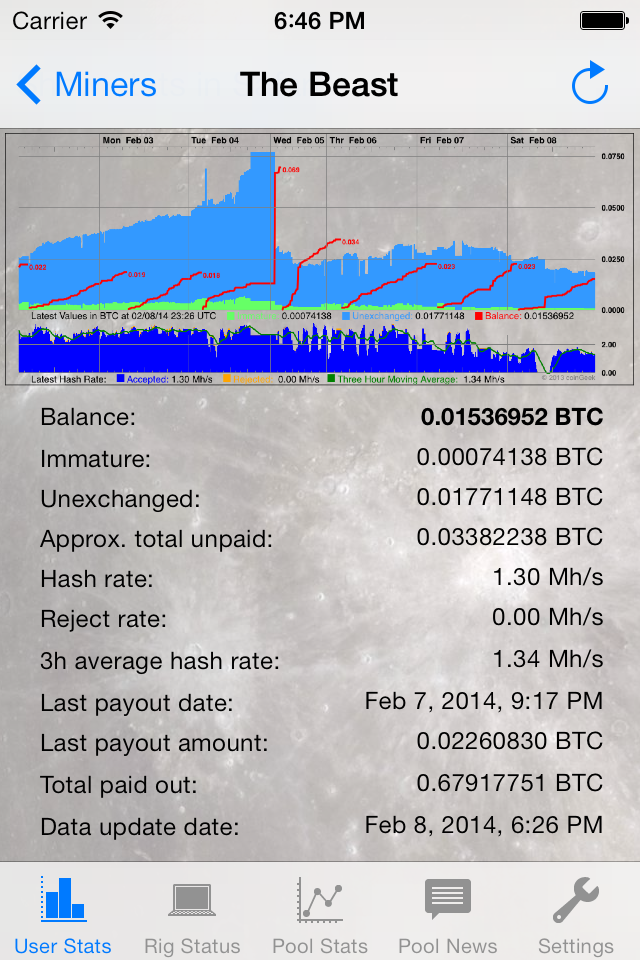 Carrier 6:46 PM
Miners The Beast
Mon Feb 03 Tue Feb 04 Wed Feb 05 Thr Feb 06 Fri Feb 07 Sat Feb 08
0.0750
0.069
0.0500
0.034
0.022 0.019 0.018 0.023 0.023 0.0250
0.0000
Latest Values in BTC at 02/08/14 23:26 UTC 0.00074138 Unexchanged: 0.01771148 Balance: 0.01536952
2.00
0.00
Latest Hash Rate: Accepted: 1.30 Mh/s 0.00 Mh/s Three Hour Moving Average: 1.34 Mh/s © 2013 coinGeek
Balance: 0.01536952 BTC
Immature: 0.00074138 BTC
Unexchanged: 0.01771148 BTC
Approx. total unpaid: 0.03382238 BTC
Hash rate: 1.30 Mh/s
Reject rate: 0.00 Mh/s
3h average hash rate: 1.34 Mh/s
Last payout date: Feb 7, 2014, 9:17 PM
Last payout amount: 0.02260830 BTC
Total paid out: 0.67917751 BTC
Data update date: Feb 8, 2014, 6:26 PM
User Stats Rig Status Pool Stats Pool News Settings